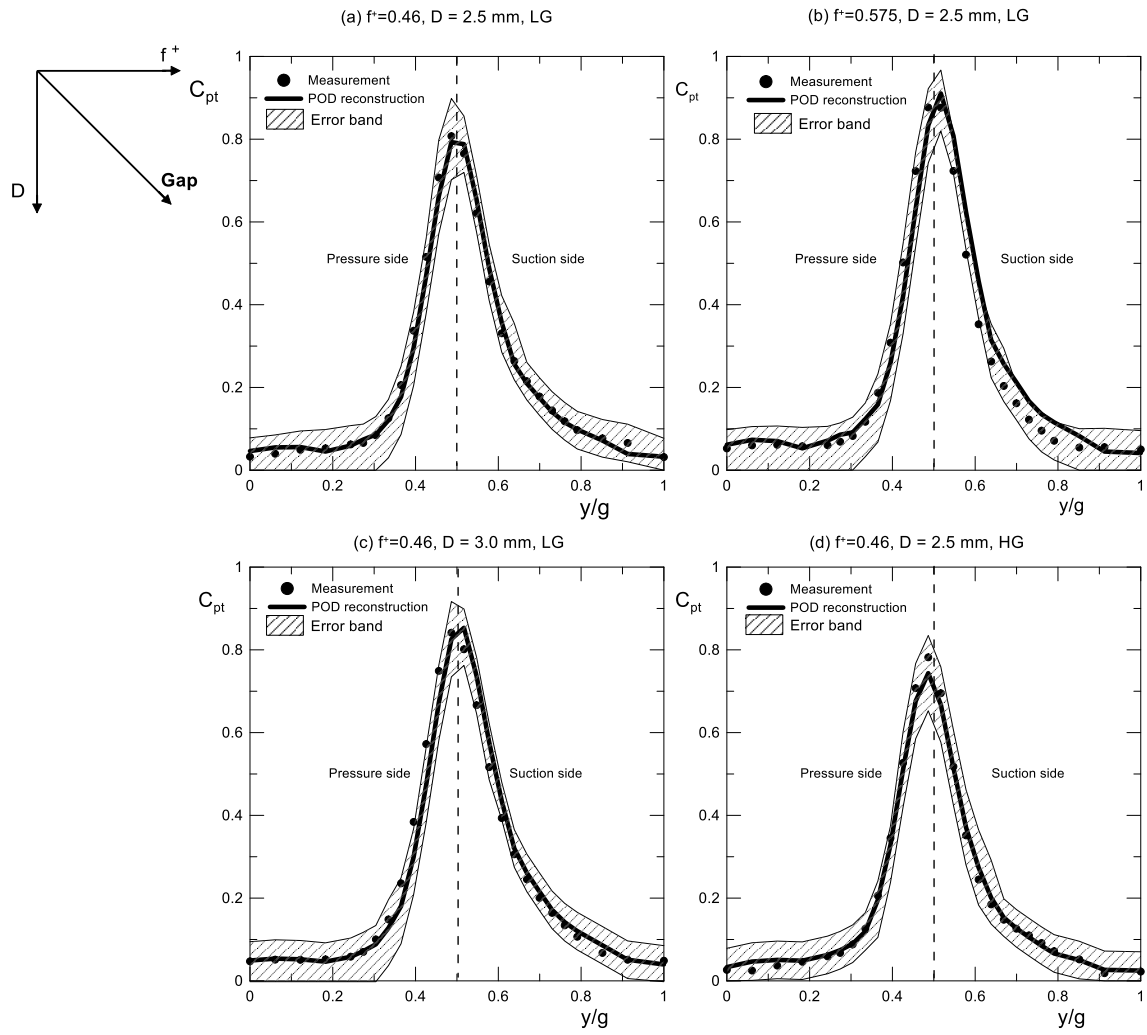 (a) f⁺=0.46, D = 2.5 mm, LG
(b) f⁺=0.575, D = 2.5 mm, LG
f ⁺
D
Gap
C_pt
1
0.8
0.6
0.4
0.2
0
0
0.2
0.4
0.6
0.8
1
y/g
Measurement
POD reconstruction
Error band
Pressure side
Suction side
C_pt
1
0.8
0.6
0.4
0.2
0
0
0.2
0.4
0.6
0.8
1
y/g
Measurement
POD reconstruction
Error band
Pressure side
Suction side
(c) f⁺=0.46, D = 3.0 mm, LG
(d) f⁺=0.46, D = 2.5 mm, HG
C_pt
1
0.8
0.6
0.4
0.2
0
0
0.2
0.4
0.6
0.8
1
y/g
Measurement
POD reconstruction
Error band
Pressure side
Suction side
C_pt
1
0.8
0.6
0.4
0.2
0
0
0.2
0.4
0.6
0.8
1
y/g
Measurement
POD reconstruction
Error band
Pressure side
Suction side